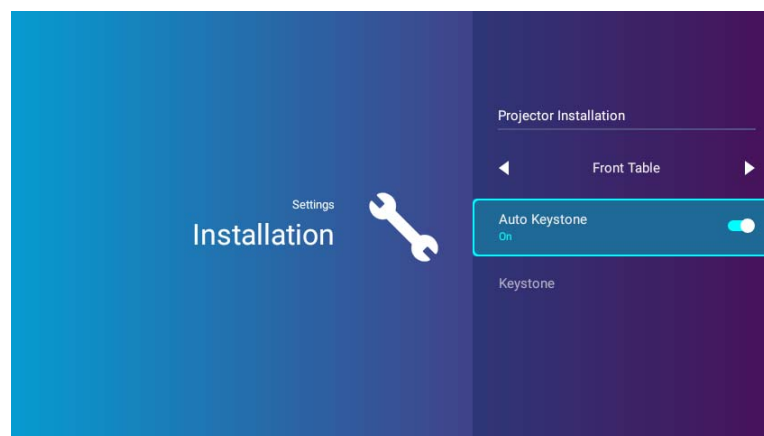 Settings
Installation
Projector Installation
Front Table
Auto Keystone
On
Keystone